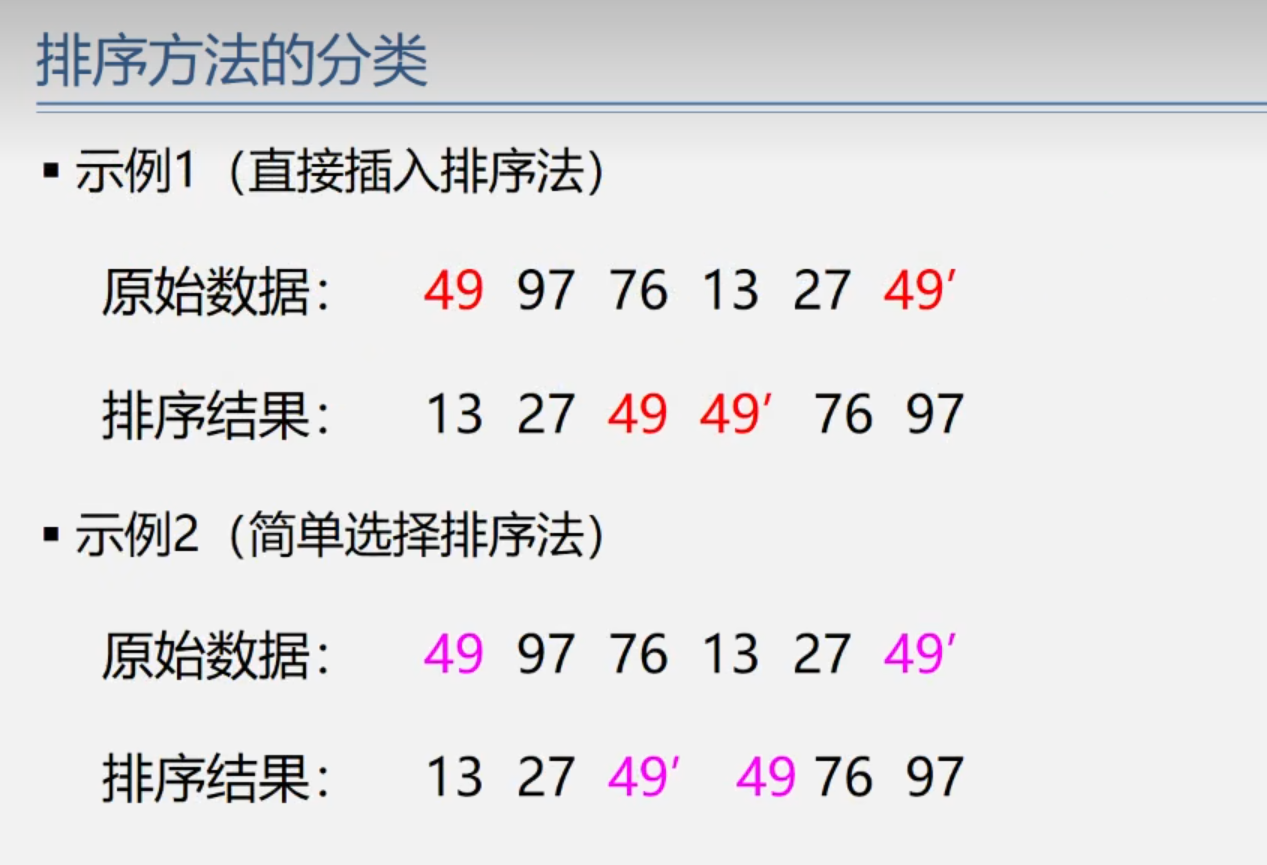 排序方法的分类
▪ 示例1（直接插入排序法）
原始数据： 49 97 76 13 27 49′
排序结果： 13 27 49 49′ 76 97
▪ 示例2（简单选择排序法）
原始数据： 49 97 76 13 27 49′
排序结果： 13 27 49′ 49 76 97